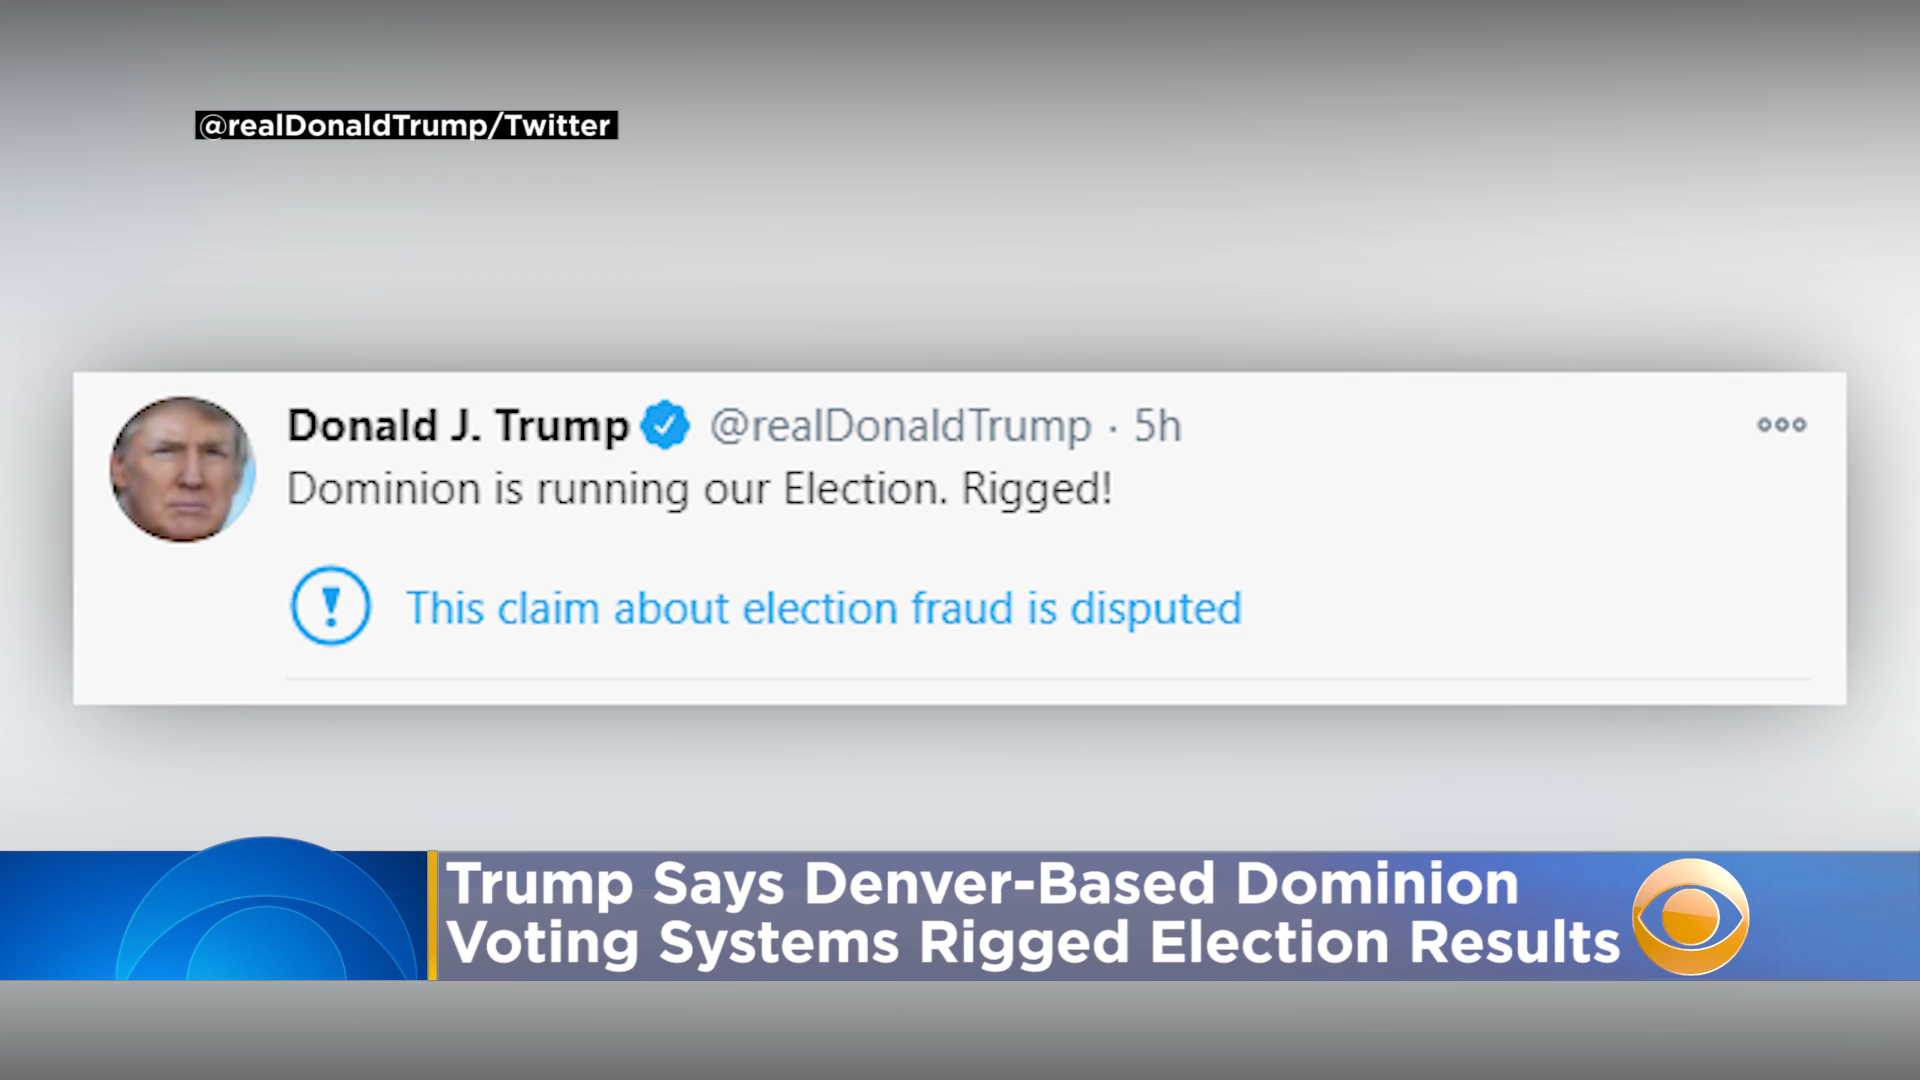 @realDonaldTrump/Twitter
Donald J. Trump @realDonaldTrump · 5h
Dominion is running our Election. Rigged!
This claim about election fraud is disputed
Trump Says Denver-Based Dominion
Voting Systems Rigged Election Results